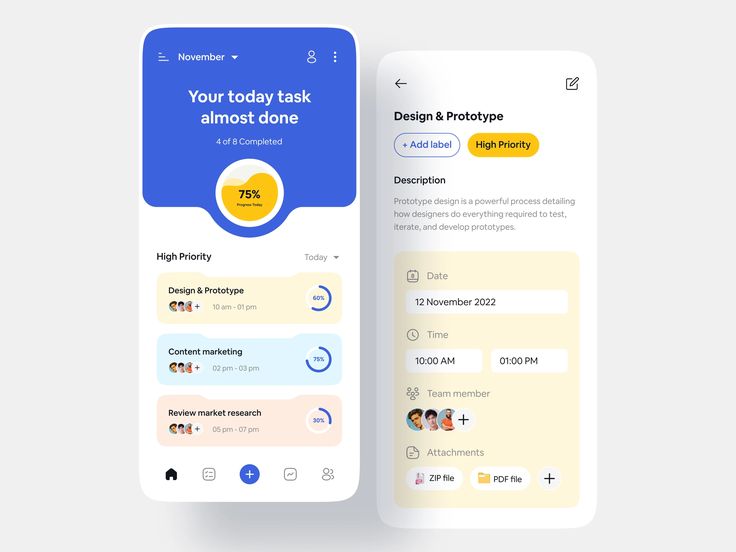 November
Your today task
almost done
4 of 8 Completed
75%
Progress Today
High Priority
Today
Design & Prototype
+
10 am - 01 pm
60%
Content marketing
+
02 pm - 03 pm
75%
Review market research
+
05 pm - 07 pm
30%
+
Design & Prototype
+ Add label
High Priority
Description
Prototype design is a powerful process detailing
how designers do everything required to test,
iterate, and develop prototypes.
Date
12 November 2022
Time
10:00 AM
01:00 PM
Team member
+
Attachments
ZIP file
PDF file
+